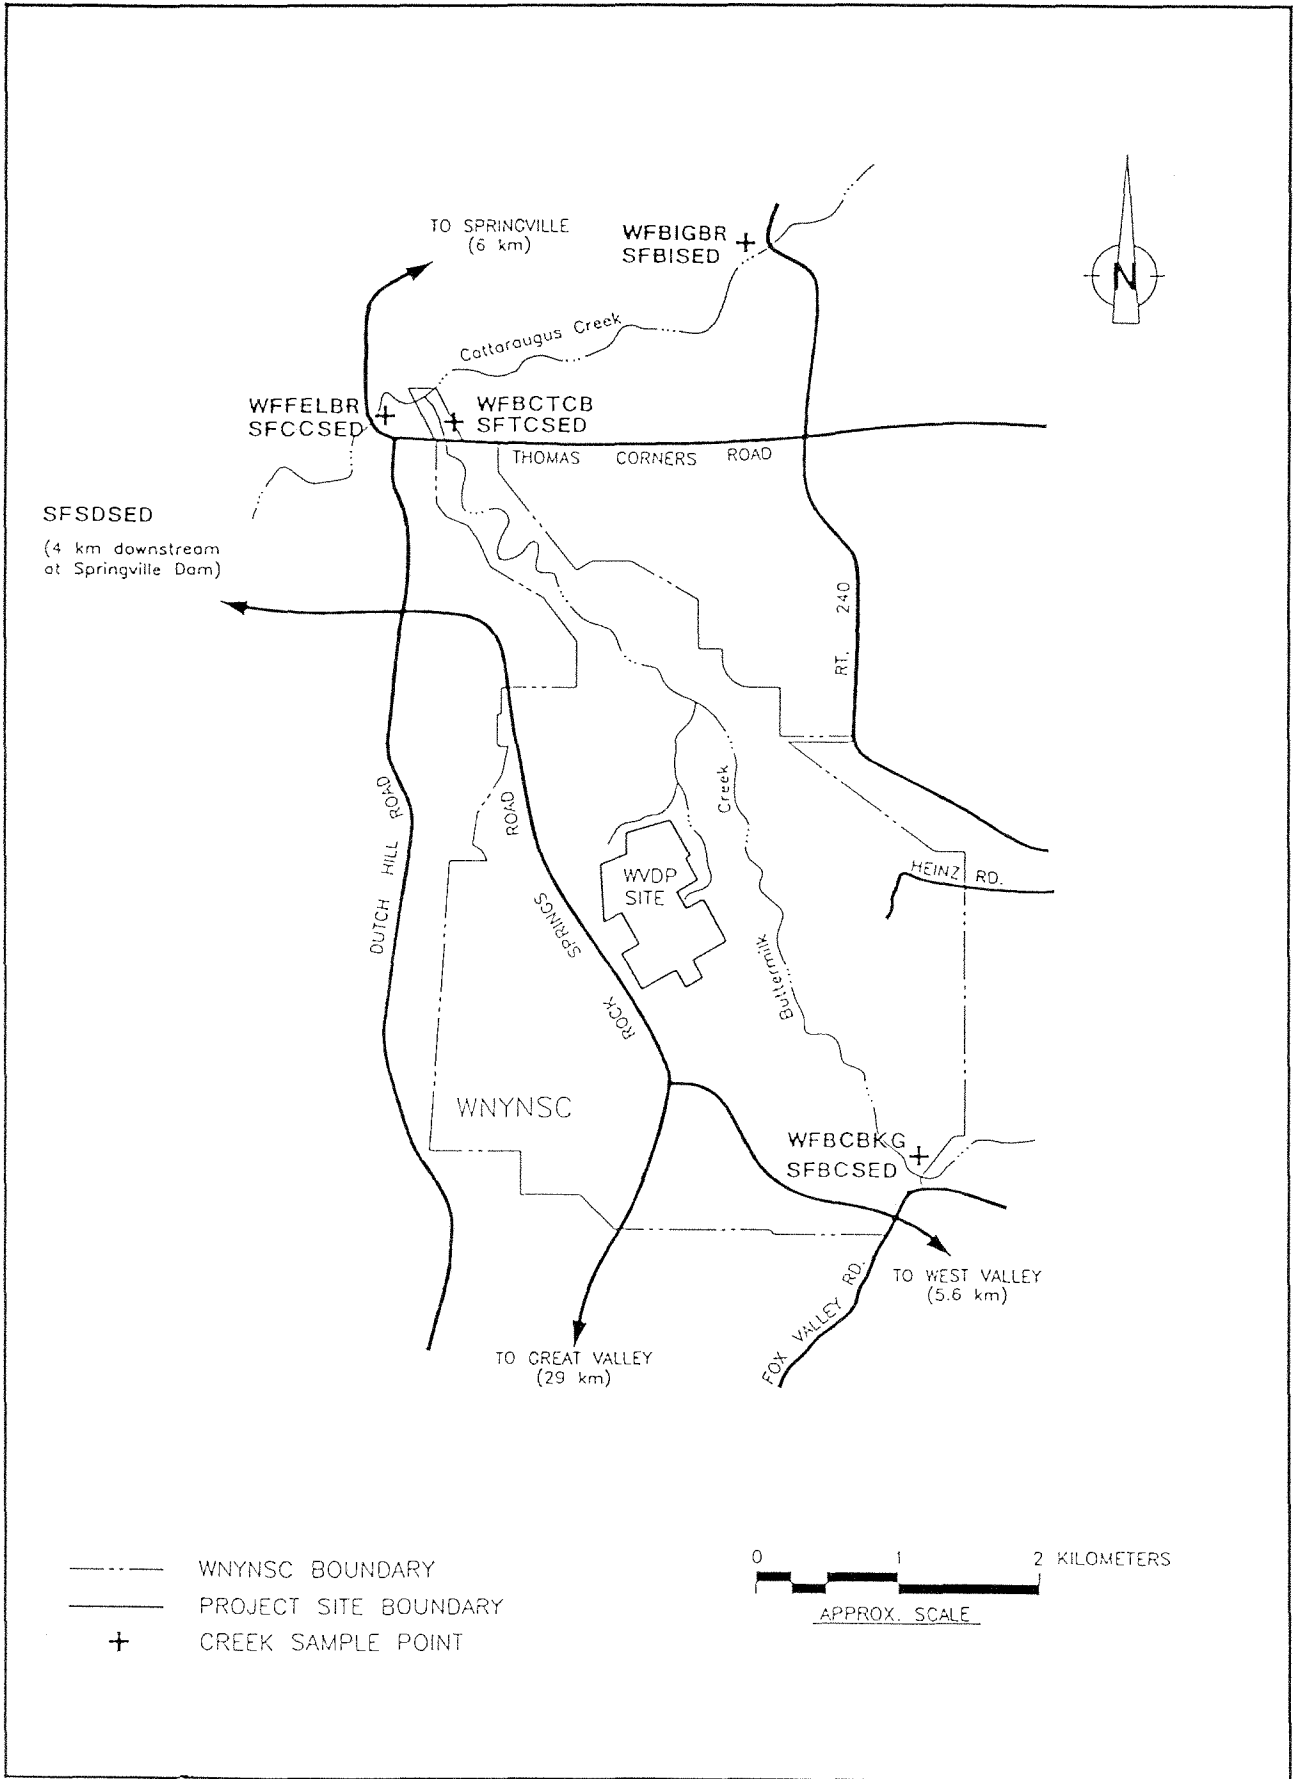 TO SPRINGVILLE
(6 km)
WFBIGBR
SFBISED
N
Cattaraugus Creek
WFFELBR
SFCCSED
WFBCTCB
SFTCSED
THOMAS CORNERS ROAD
SFSDSED
(4 km downstream
at Springville Dam)
RT. 240
DUTCH HILL ROAD
ROCK SPRINGS ROAD
Buttermilk Creek
WVDP
SITE
HEINZ RD.
WNYNSC
WFBCBKG
SFBCSED
TO WEST VALLEY
(5.6 km)
FOX VALLEY RD.
TO GREAT VALLEY
(29 km)
WNYNSC BOUNDARY
PROJECT SITE BOUNDARY
CREEK SAMPLE POINT
0 1 2 KILOMETERS
APPROX. SCALE